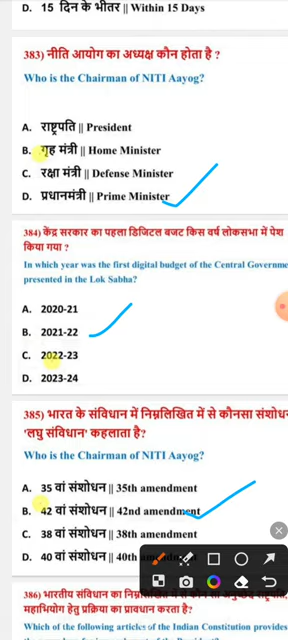 D. 15 दिन के भीतर || Within 15 Days
383) नीति आयोग का अध्यक्ष कौन होता है ?
Who is the Chairman of NITI Aayog?
A. राष्ट्रपति || President
B. गृह मंत्री || Home Minister
C. रक्षा मंत्री || Defense Minister
D. प्रधानमंत्री || Prime Minister
384) केंद्र सरकार का पहला डिजिटल बजट किस वर्ष लोकसभा में पेश
किया गया ?
In which year was the first digital budget of the Central Governme
presented in the Lok Sabha?
A. 2020-21
B. 2021-22
C. 2022-23
D. 2023-24
385) भारत के संविधान में निम्नलिखित में से कौनसा संशोध
'लघु संविधान' कहलाता है?
Who is the Chairman of NITI Aayog?
A. 35 वां संशोधन || 35th amendment
B. 42 वां संशोधन || 42nd amendment
C. 38 वां संशोधन || 38th amendment
D. 40 वां संशोधन || 40th
386) भारतीय संविधान का
महाभियोग हेतु प्रक्रिया का प्रावधान करता है?
Which of the following articles of the Indian Constitution provides